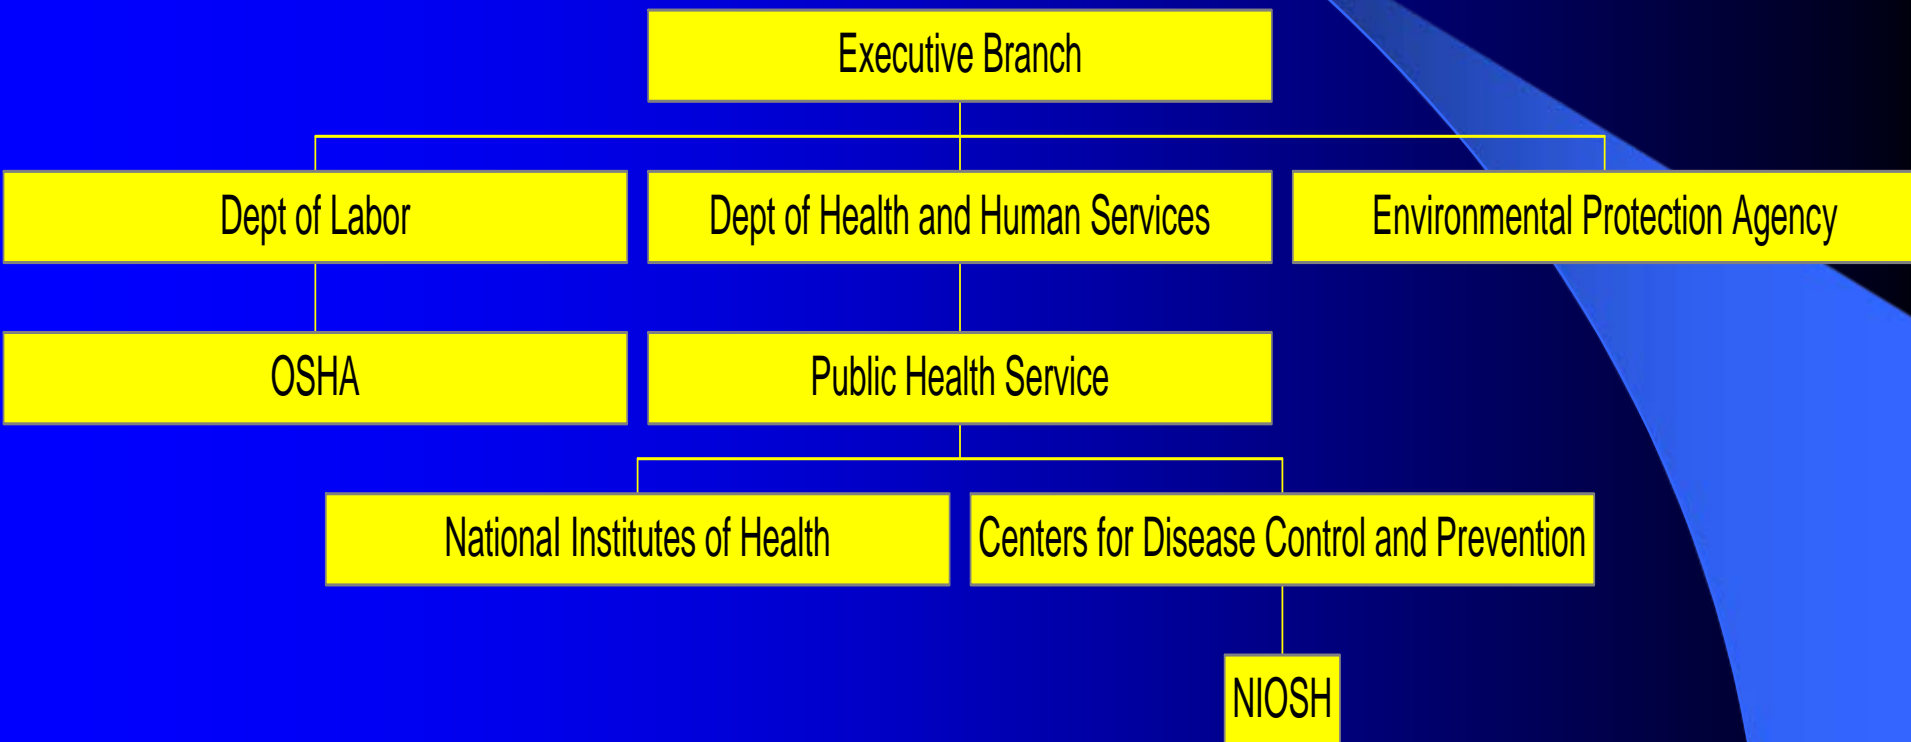 Executive Branch
Dept of Labor
Dept of Health and Human Services
Environmental Protection Agency
OSHA
Public Health Service
National Institutes of Health
Centers for Disease Control and Prevention
NIOSH